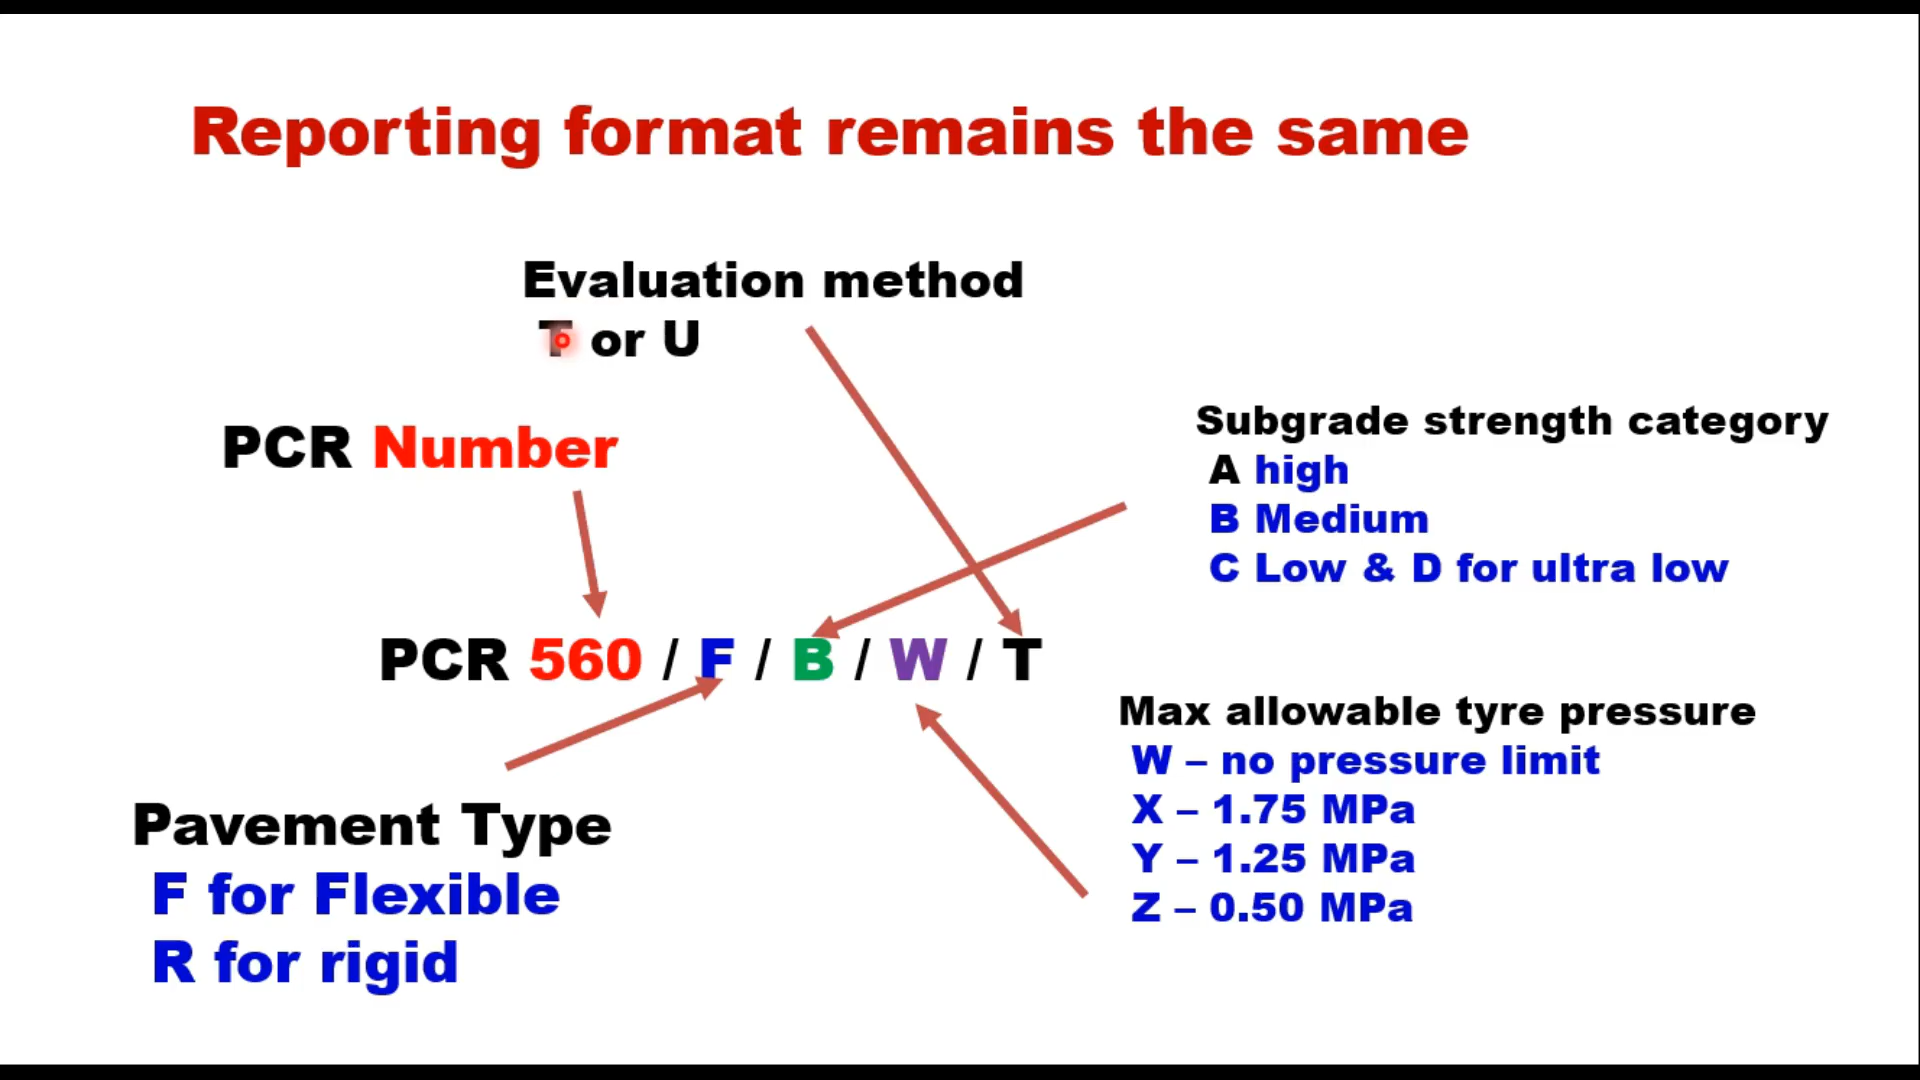 Reporting format remains the same
Evaluation method
T or U
PCR Number
Subgrade strength category
A high
B Medium
C Low & D for ultra low
PCR 560 / F / B / W / T
Max allowable tyre pressure
W – no pressure limit
X – 1.75 MPa
Y – 1.25 MPa
Z – 0.50 MPa
Pavement Type
F for Flexible
R for rigid